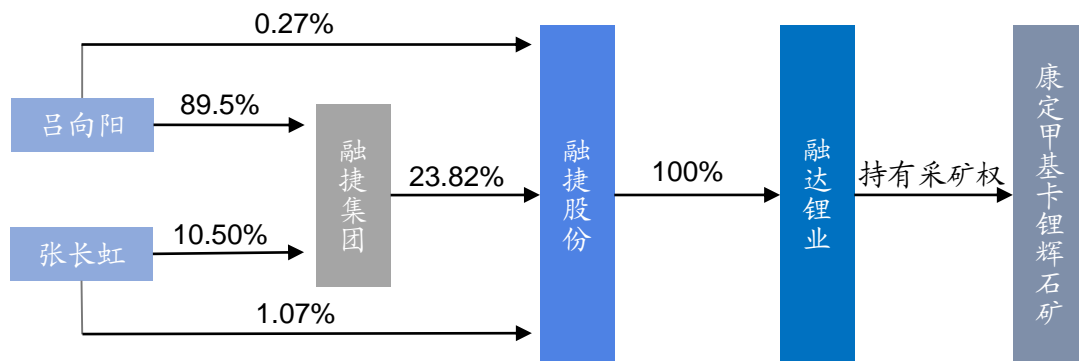 0.27%
吕向阳
89.5%
融捷集团
23.82%
融捷股份
100%
融达锂业
持有采矿权
康定甲基卡锂辉石矿
张长虹
10.50%
1.07%